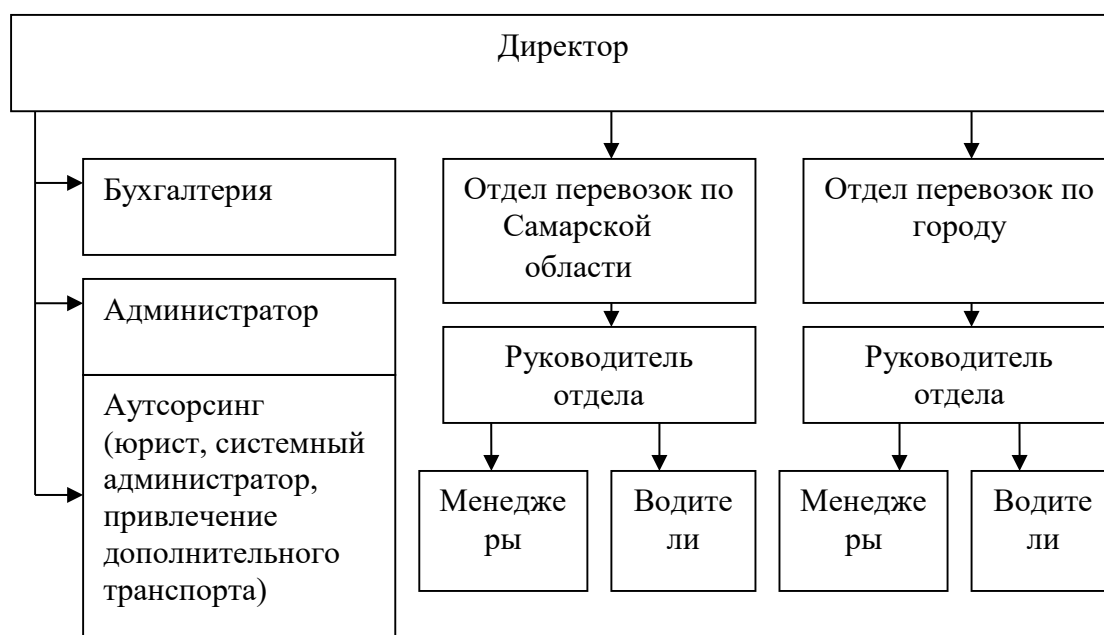 Директор
Бухгалтерия
Администратор
Аутсорсинг
(юрист, системный
администратор,
привлечение
дополнительного
транспорта)
Отдел перевозок по
Самарской
области
Руководитель
отдела
Менедже
ры
Водите
ли
Отдел перевозок по
городу
Руководитель
отдела
Менедже
ры
Водите
ли